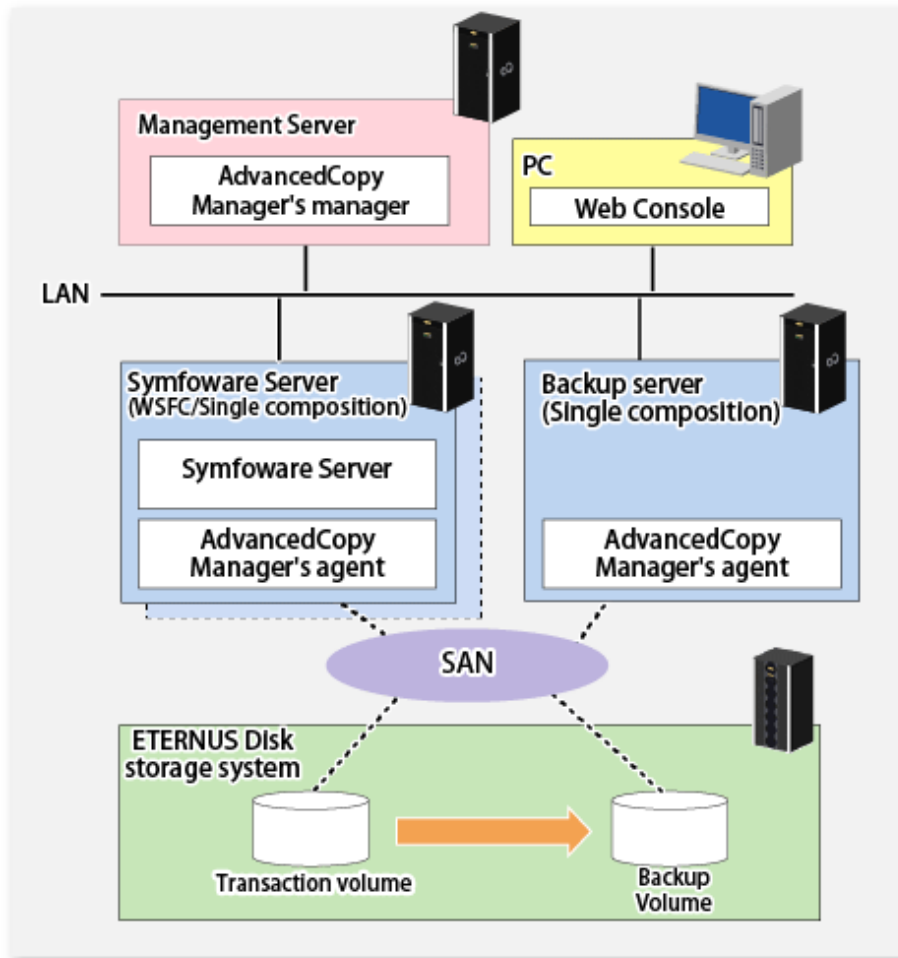 Management Server
AdvancedCopy
Manager's manager
PC
Web Console
LAN
Symfoware Server
(WSFC/Single composition)
Symfoware Server
AdvancedCopy
Manager's agent
Backup server
(Single composition)
AdvancedCopy
Manager's agent
SAN
ETERNUS Disk
storage system
Transaction volume
Backup
Volume